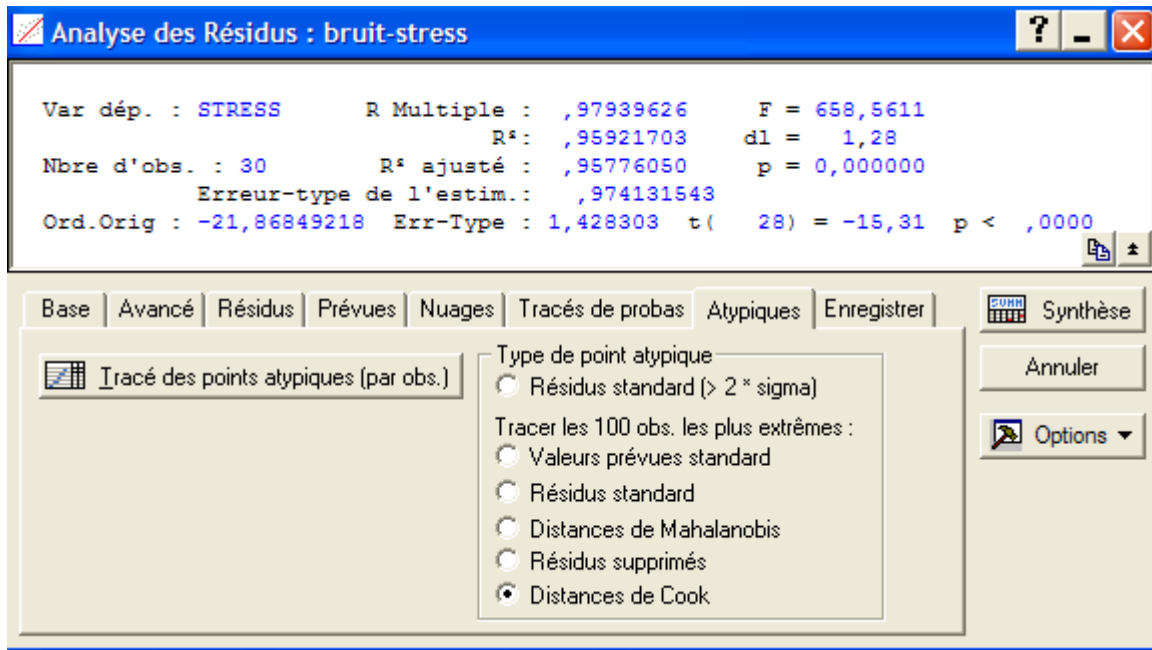 Analyse des Résidus : bruit-stress
Var dép. : STRESS R Multiple : ,97939626 F = 658,5611
R²: ,95921703 dl = 1,28
Nbre d'obs. : 30 R² ajusté : ,95776050 p = 0,000000
Erreur-type de l'estim.: ,974131543
Ord.Orig : -21,86849218 Err-Type : 1,428303 t( 28) = -15,31 p < ,0000
Base Avancé Résidus Prévues Nuages Tracés de probas Atypiques Enregistrer
Tracé des points atypiques (par obs.)
Type de point atypique
Résidus standard (> 2 * sigma)
Tracer les 100 obs. les plus extrêmes :
Valeurs prévues standard
Résidus standard
Distances de Mahalanobis
Résidus supprimés
Distances de Cook
SUMM Synthèse
Annuler
Options